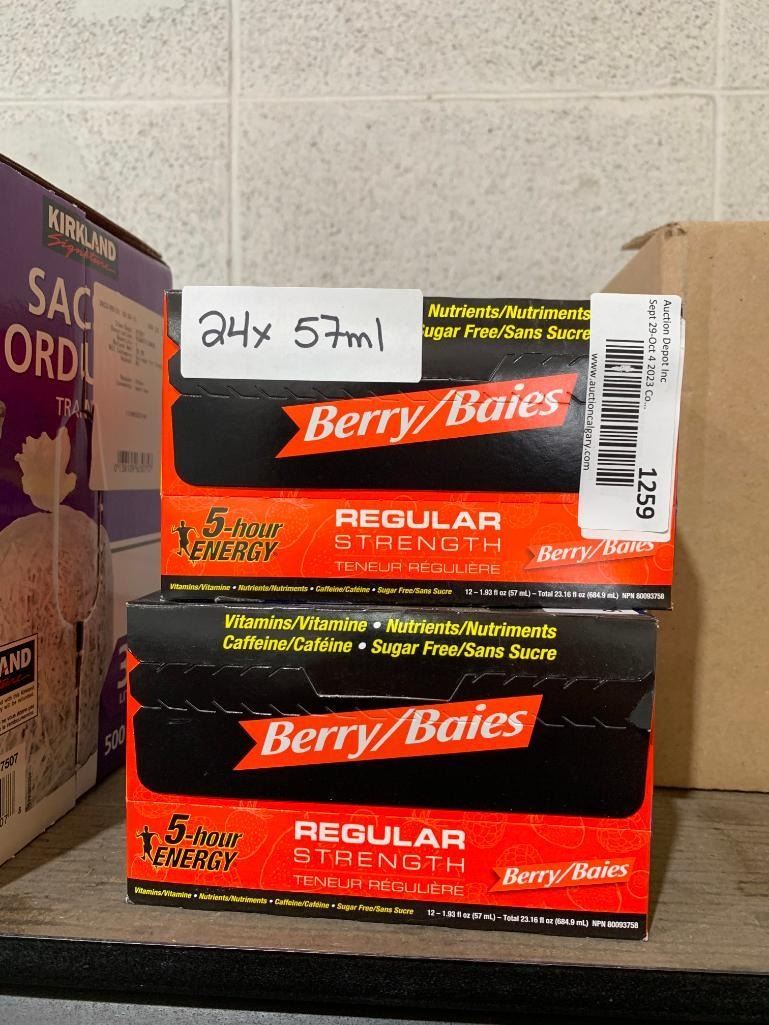 KIRKLAND
Signature
SAC
ORDU
TRA
24x 57ml
Nutrients/Nutriments
Sugar Free/Sans Sucre
Berry/Baies
Auction Depot Inc
Sept 29-Oct 4 2023 Co...
1259
www.auctioncalgary.com
5-hour
ENERGY
REGULAR
STRENGTH
TENEUR RÉGULIÈRE
Berry/Baies
Vitamins/Vitamine • Nutrients/Nutriments • Caffeine/Caféine • Sugar Free/Sans Sucre
12 – 1.93 fl oz (57 mL) – Total 23.16 fl oz (684.9 mL) NPN 80093758
Vitamins/Vitamine • Nutrients/Nutriments
Caffeine/Caféine • Sugar Free/Sans Sucre
Berry/Baies
5-hour
ENERGY
REGULAR
STRENGTH
TENEUR RÉGULIÈRE
Berry/Baies
Vitamins/Vitamine • Nutrients/Nutriments • Caffeine/Caféine • Sugar Free/Sans Sucre
12 – 1.93 fl oz (57 mL) – Total 23.16 fl oz (684.9 mL) NPN 80093758
LAND
500
7507